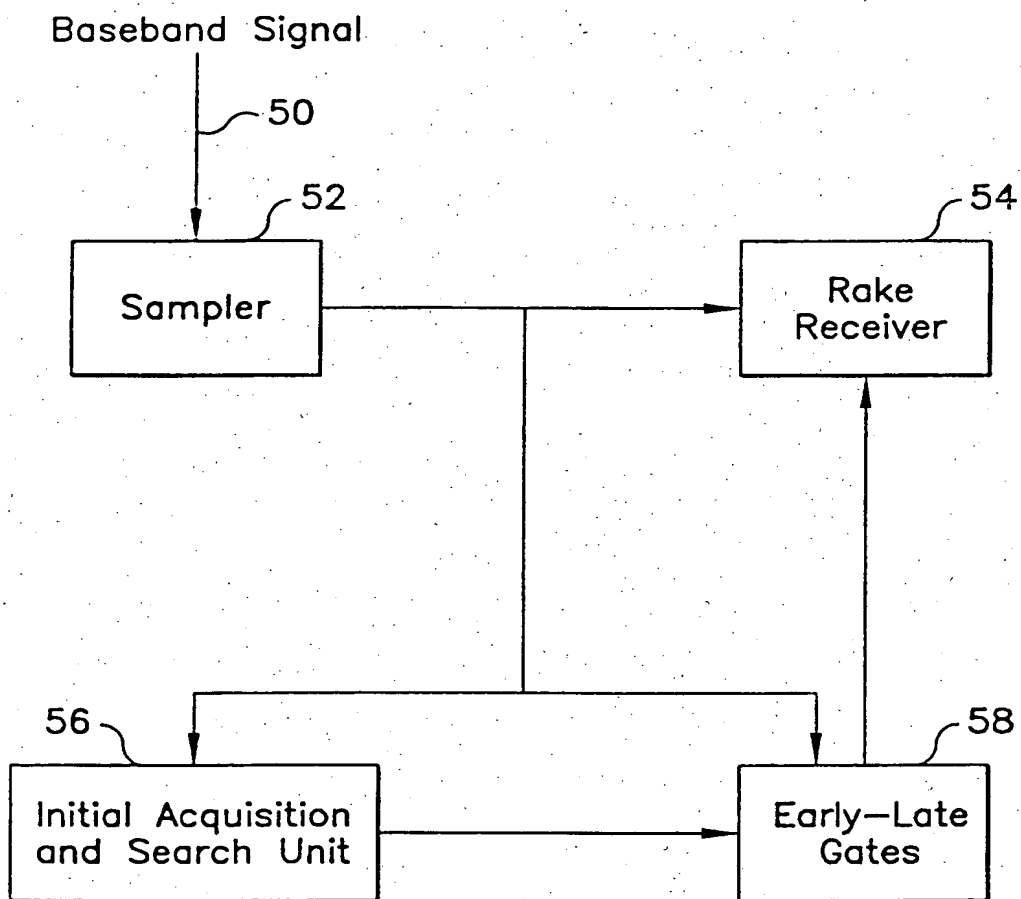 Baseband Signal
50
52
54
Sampler
Rake
Receiver
56
58
Initial Acquisition
and Search Unit
Early-Late
Gates